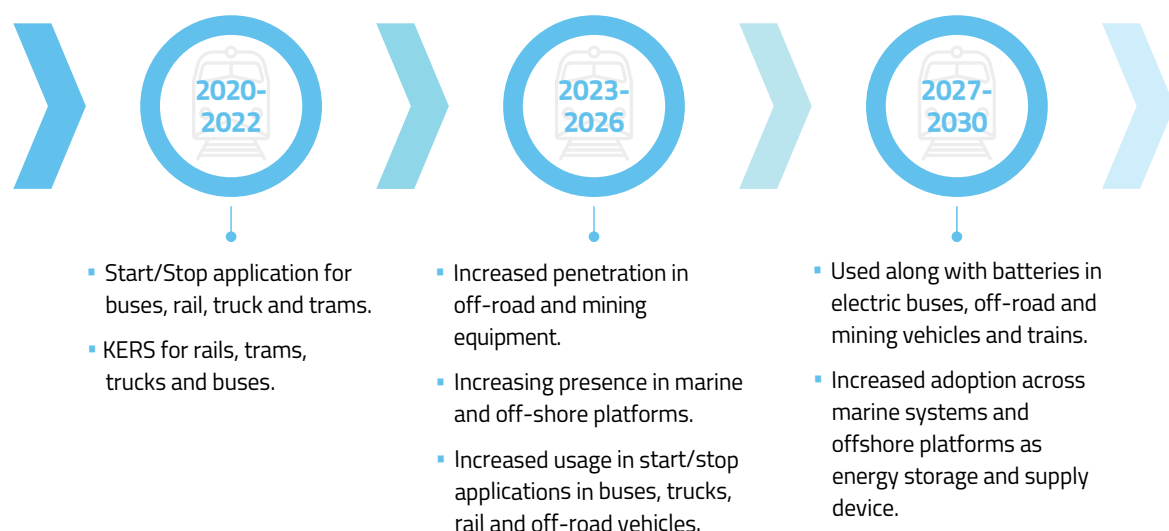 2020-
2022
2023-
2026
2027-
2030
▪ Start/Stop application for
buses, rail, truck and trams.
▪ KERS for rails, trams,
trucks and buses.
▪ Increased penetration in
off-road and mining
equipment.
▪ Increasing presence in marine
and off-shore platforms.
▪ Increased usage in start/stop
applications in buses, trucks,
rail and off-road vehicles.
▪ Used along with batteries in
electric buses, off-road and
mining vehicles and trains.
▪ Increased adoption across
marine systems and
offshore platforms as
energy storage and supply
device.